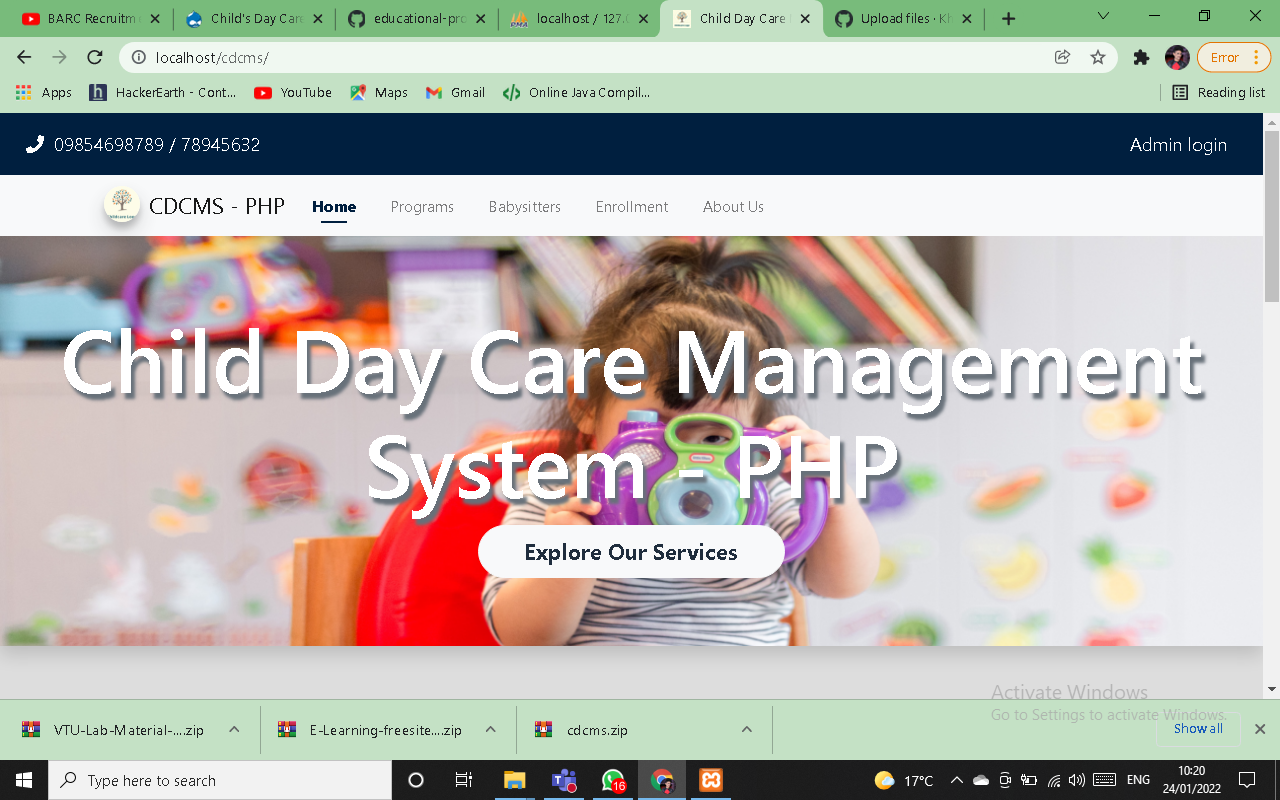 BARC Recruitm
Child's Day Care
educational-pro
localhost / 127.0
Child Day Care
Upload files · Kh
localhost/cdcms/
Error
Apps
HackerEarth - Cont...
YouTube
Maps
Gmail
Online Java Compil...
Reading list
09854698789 / 78945632
Admin login
CDCMS - PHP
Home
Programs
Babysitters
Enrollment
About Us
Child Day Care Management
System - PHP
Explore Our Services
Activate Windows
Go to Settings to activate Windows.
VTU-Lab-Material-....zip
E-Learning-freesite....zip
cdcms.zip
Show all
Type here to search
16
17°C
ENG
10:20
24/01/2022